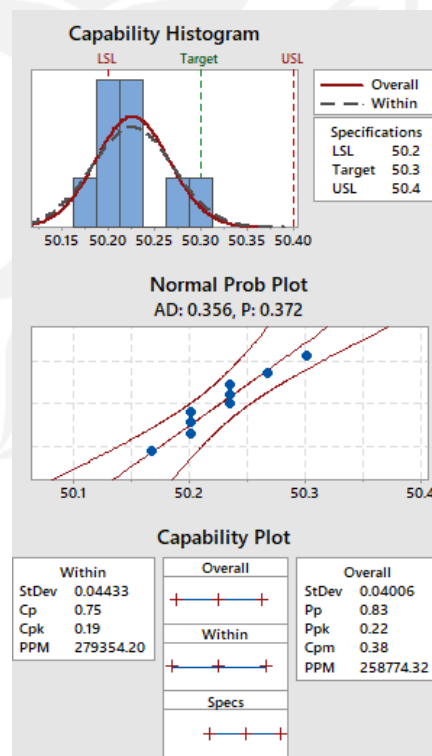 Capability Histogram
LSL Target USL
Overall
Within
Specifications
LSL 50.2
Target 50.3
USL 50.4
50.15 50.20 50.25 50.30 50.35 50.40
Normal Prob Plot
AD: 0.356, P: 0.372
50.1 50.2 50.3 50.4
Capability Plot
Within
StDev 0.04433
Cp 0.75
Cpk 0.19
PPM 279354.20
Overall
Within
Specs
Overall
StDev 0.04006
Pp 0.83
Ppk 0.22
Cpm 0.38
PPM 258774.32